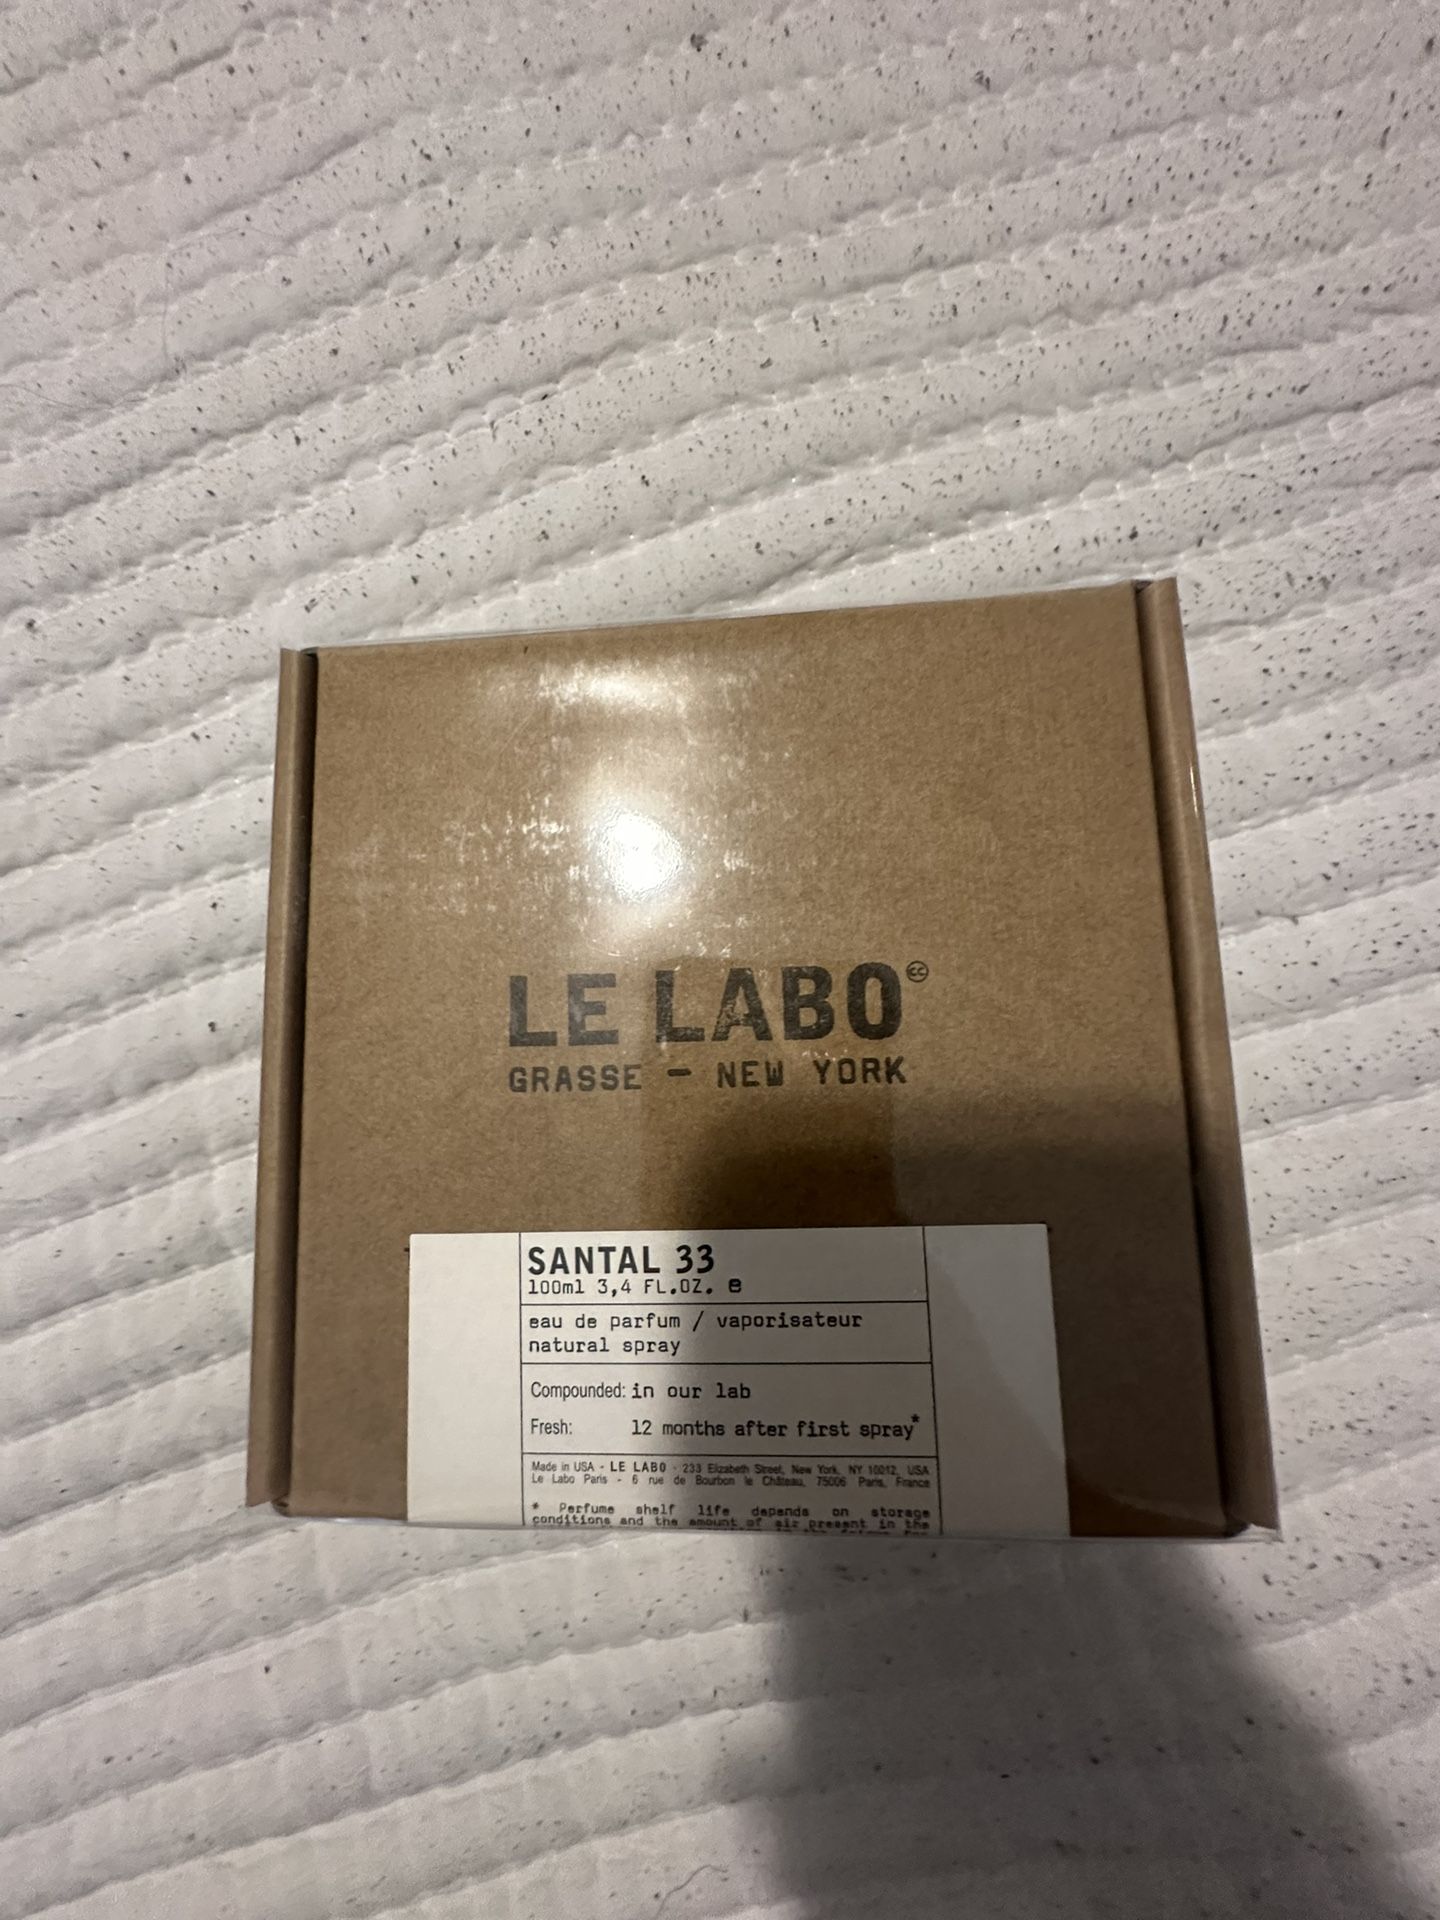 LE LABO
GRASSE – NEW YORK
SANTAL 33
100ml 3,4 FL.OZ. e
eau de parfum / vaporisateur
natural spray
Compounded: in our lab
Fresh: 12 months after first spray*
Made in USA - LE LABO - 233 Elizabeth Street, New York, NY 10012, USA
Le Labo Paris - 6 rue de Bourbon le Château, 75006 Paris, France
* Perfume shelf life depends on storage
conditions and the amount of air present in the